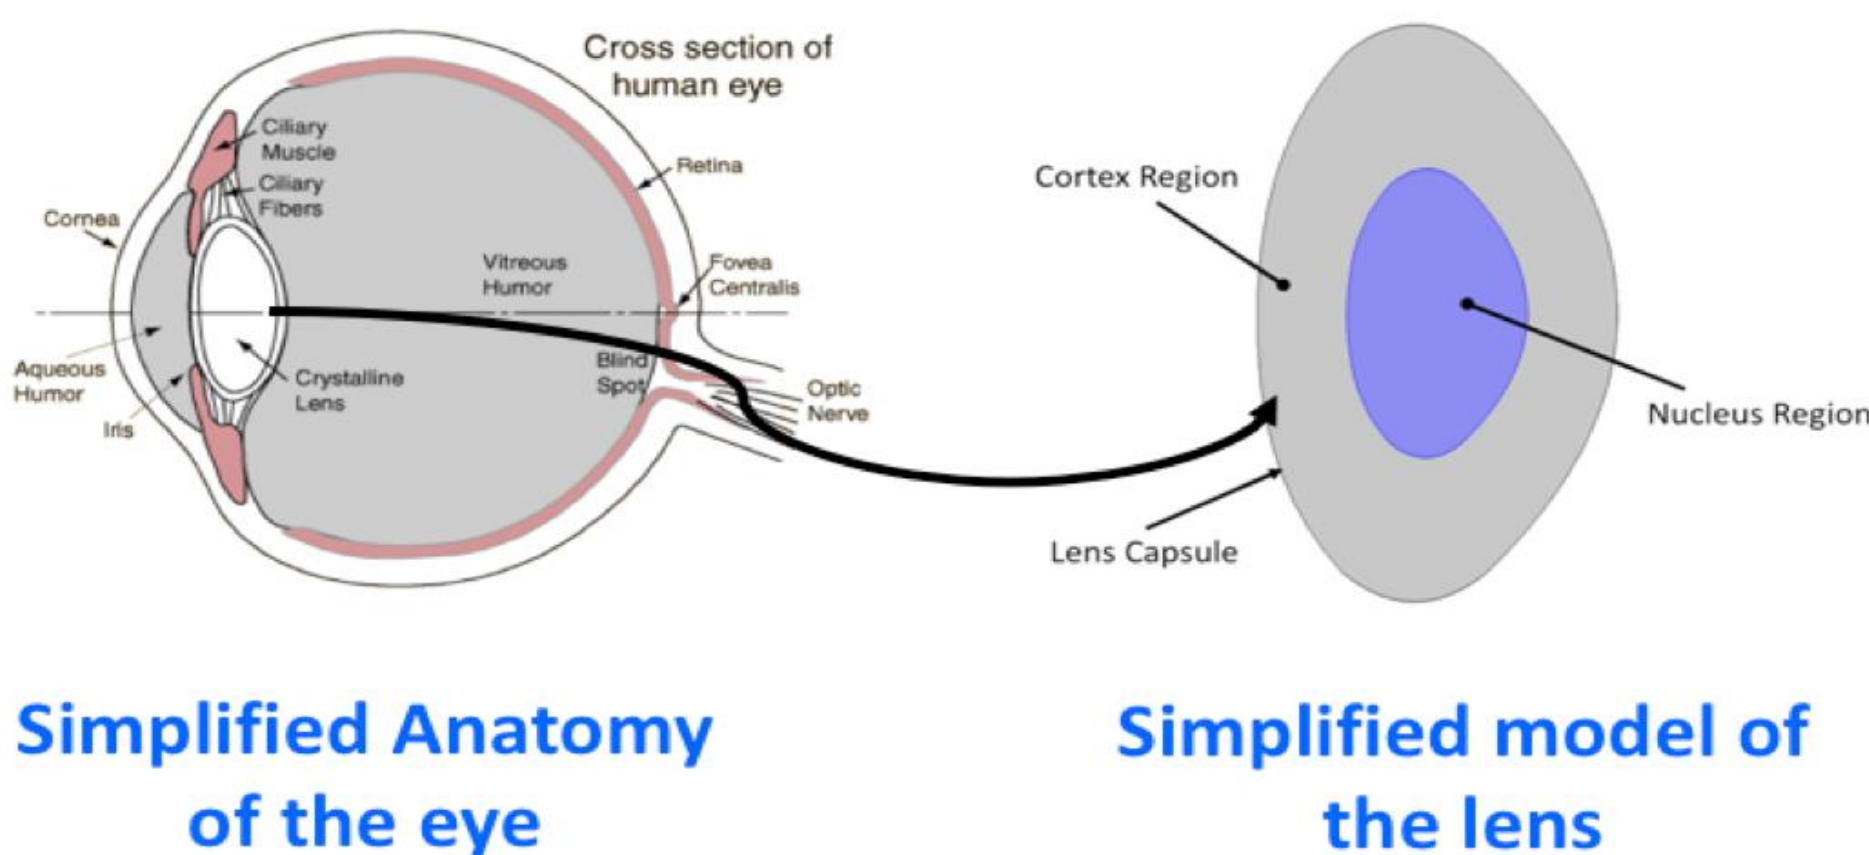 Cross section of
human eye
Ciliary
Muscle
Ciliary
Fibers
Retina
Cornea
Vitreous
Humor
Fovea
Centralis
Aqueous
Humor
Iris
Crystalline
Lens
Blind
Spot
Optic
Nerve
Cortex Region
Nucleus Region
Lens Capsule
Simplified Anatomy
of the eye
Simplified model of
the lens